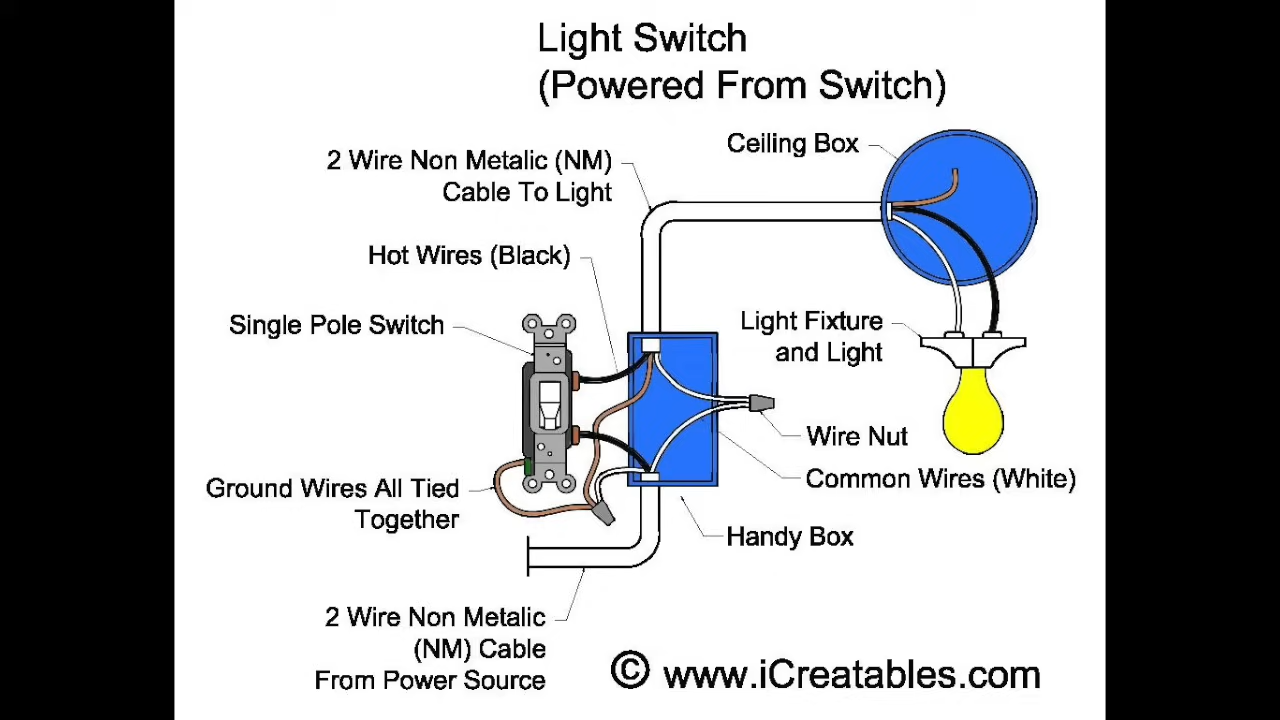 Light Switch
(Powered From Switch)
Ceiling Box
2 Wire Non Metalic (NM)
Cable To Light
Hot Wires (Black)
Single Pole Switch
Light Fixture
and Light
Wire Nut
Common Wires (White)
Ground Wires All Tied
Together
Handy Box
2 Wire Non Metalic
(NM) Cable
From Power Source
© www.iCreatables.com